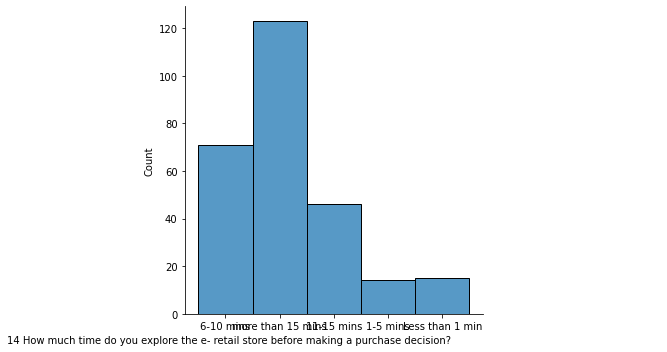 120
100
80
60
40
20
0
Count
6-10 mins more than 15 mins 11-15 mins 1-5 mins Less than 1 min
14 How much time do you explore the e- retail store before making a purchase decision?